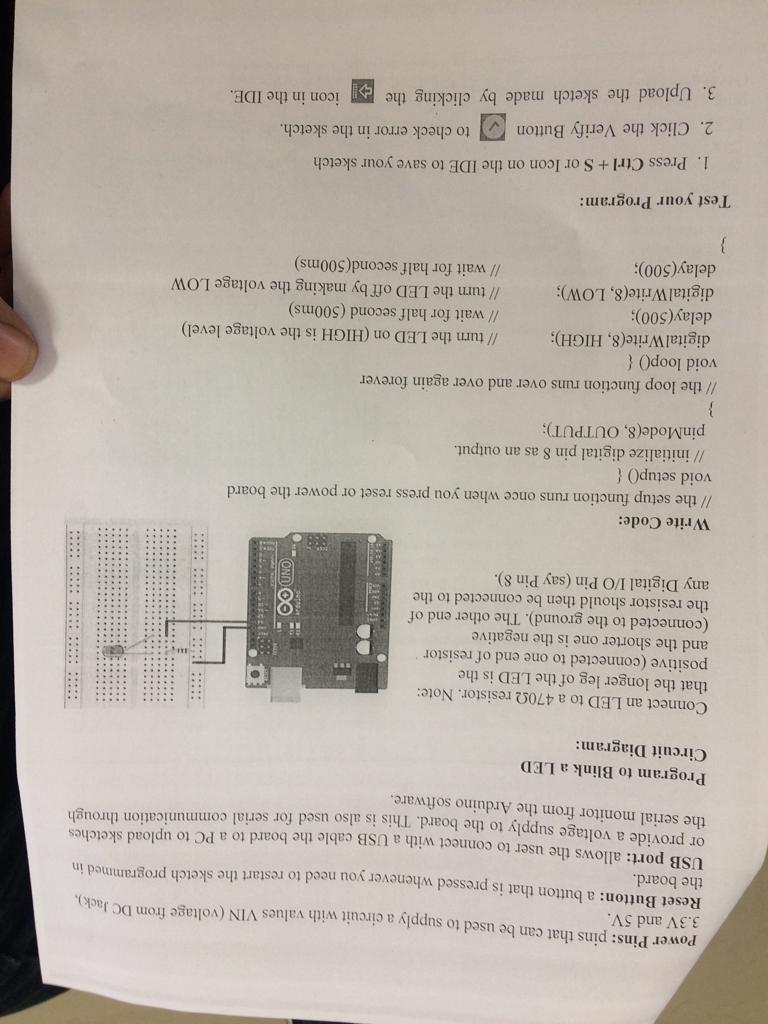 Power Pins: pins that can be used to supply a circuit with values VIN (voltage from DC Jack),
3.3V and 5V.
Reset Button: a button that is pressed whenever you need to restart the sketch programmed in
the board.
USB port: allows the user to connect with a USB cable the board to a PC to upload sketches
or provide a voltage supply to the board. This is also used for serial communication through
the serial monitor from the Arduino software.
Program to Blink a LED
Circuit Diagram:
Connect an LED to a 470Ω resistor. Note:
that the longer leg of the LED is the
positive (connected to one end of resistor
and the shorter one is the negative
(connected to the ground). The other end of
the resistor should then be connected to the
any Digital I/O Pin (say Pin 8).
ARDUINO
UNO
Write Code:
// the setup function runs once when you press reset or power the board
void setup() {
// initialize digital pin 8 as an output.
pinMode(8, OUTPUT);
}
// the loop function runs over and over again forever
void loop() {
digitalWrite(8, HIGH); // turn the LED on (HIGH is the voltage level)
delay(500); // wait for half second (500ms)
digitalWrite(8, LOW); // turn the LED off by making the voltage LOW
delay(500); // wait for half second(500ms)
}
Test your Program:
1. Press Ctrl + S or Icon on the IDE to save your sketch
2. Click the Verify Button to check error in the sketch.
3. Upload the sketch made by clicking the icon in the IDE.